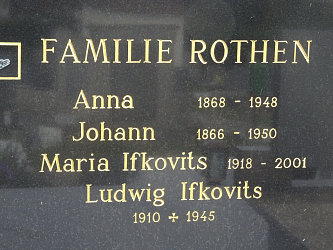 FAMILIE ROTHEN
Anna 1868 - 1948
Johann 1866 - 1950
Maria Ifkovits 1918 - 2001
Ludwig Ifkovits
1910 ✝ 1945